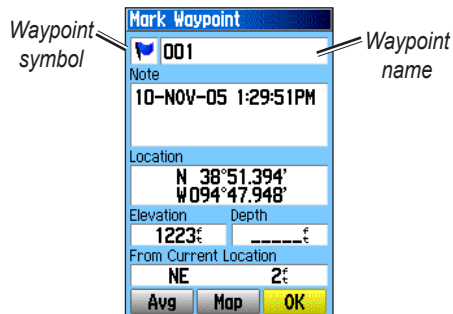 Mark Waypoint
Waypoint symbol
001
Waypoint name
Note
10-NOV-05 1:29:51PM
Location
N 38°51.394'
W094°47.948'
Elevation Depth
1223ft _____ft
From Current Location
NE 2ft
Avg Map OK